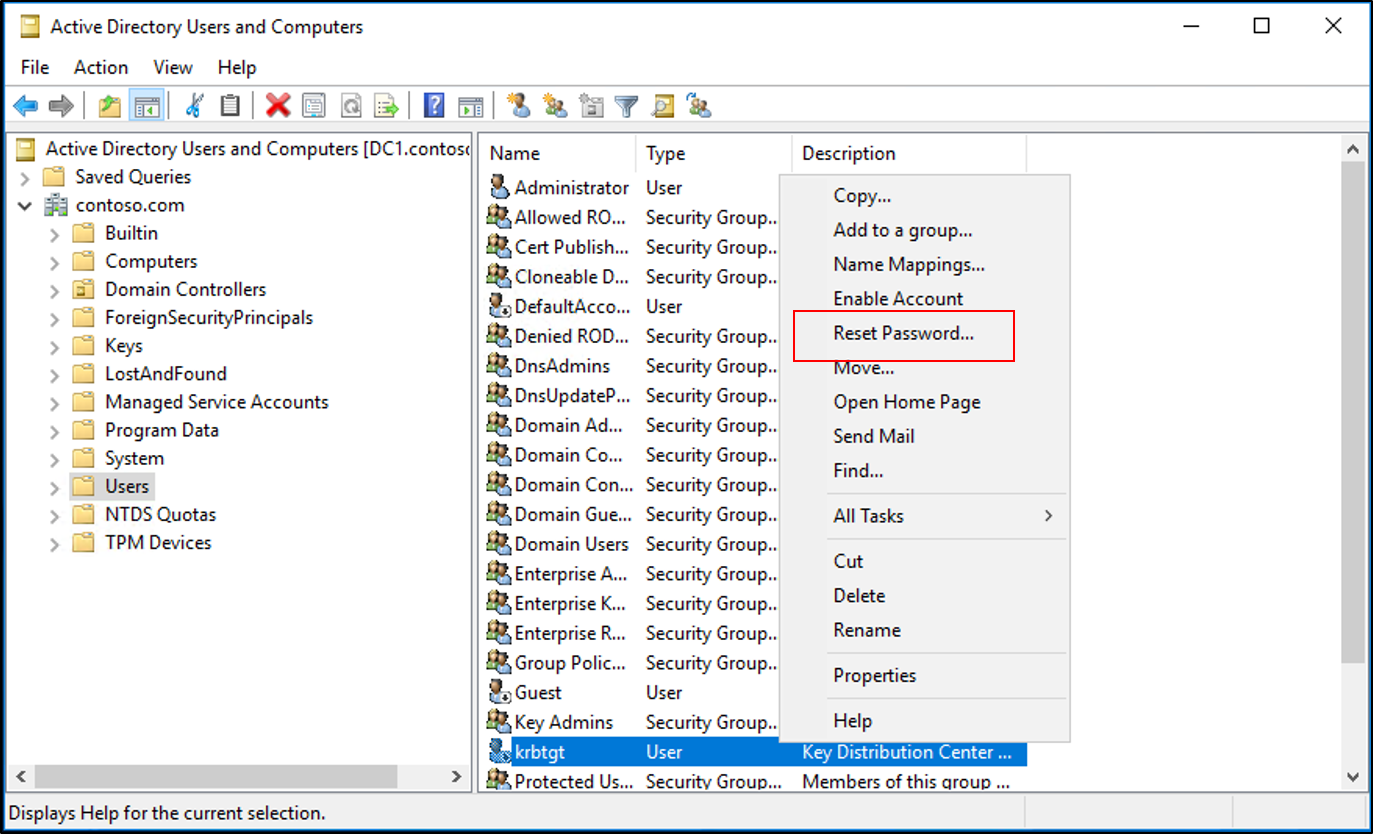 Active Directory Users and Computers
File Action View Help
Active Directory Users and Computers [DC1.contoso
Saved Queries
contoso.com
Builtin
Computers
Domain Controllers
ForeignSecurityPrincipals
Keys
LostAndFound
Managed Service Accounts
Program Data
System
Users
NTDS Quotas
TPM Devices
Name Type Description
Administrator User
Allowed RO... Security Group...
Cert Publish... Security Group...
Cloneable D... Security Group...
DefaultAcco... User
Denied ROD... Security Group...
DnsAdmins Security Group...
DnsUpdateP... Security Group...
Domain Ad... Security Group...
Domain Co... Security Group...
Domain Con... Security Group...
Domain Gue... Security Group...
Domain Users Security Group...
Enterprise A... Security Group...
Enterprise K... Security Group...
Enterprise R... Security Group...
Group Polic... Security Group...
Guest User
Key Admins Security Group...
krbtgt User Key Distribution Center ...
Protected Us... Security Group... Members of this group ...
Copy...
Add to a group...
Name Mappings...
Enable Account
Reset Password...
Move...
Open Home Page
Send Mail
Find...
All Tasks
Cut
Delete
Rename
Properties
Help
Displays Help for the current selection.